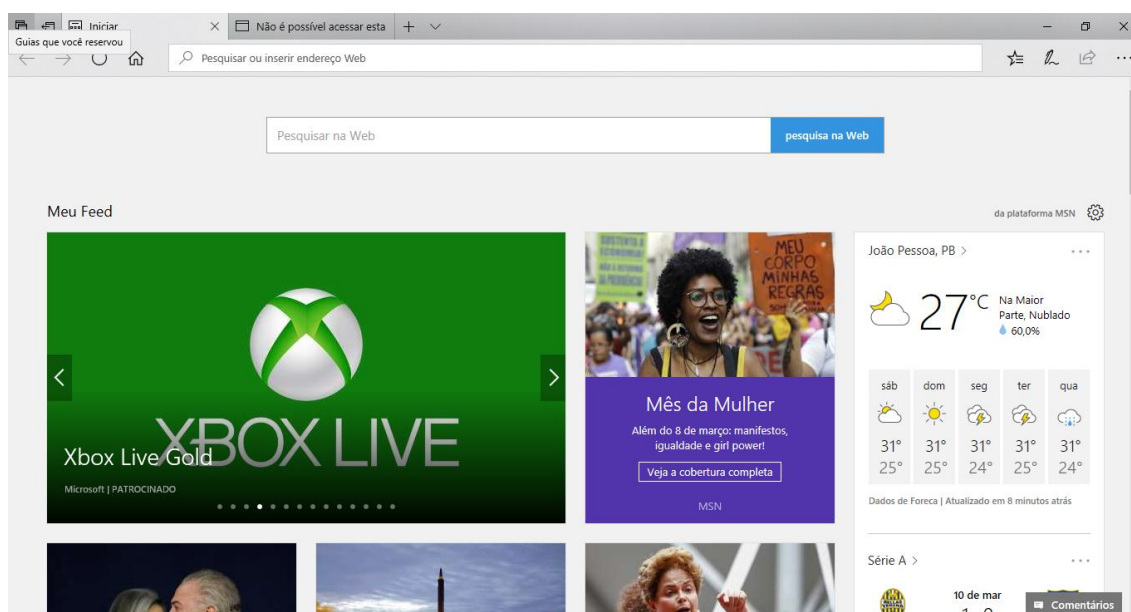 Iniciar
Não é possível acessar esta
Guias que você reservou
Pesquisar ou inserir endereço Web
Pesquisar na Web
pesquisa na Web
Meu Feed
da plataforma MSN
XBOX LIVE
Xbox Live Gold
Microsoft | PATROCINADO
MEU
CORPO
MINHAS
REGRAS
Mês da Mulher
Além do 8 de março: manifestos,
igualdade e girl power!
Veja a cobertura completa
MSN
João Pessoa, PB >
27°C
Na Maior
Parte, Nublado
60,0%
sáb dom seg ter qua
31° 31° 31° 31° 31°
25° 25° 24° 25° 24°
Dados de Foreca | Atualizado em 8 minutos atrás
Série A >
10 de mar
Comentários